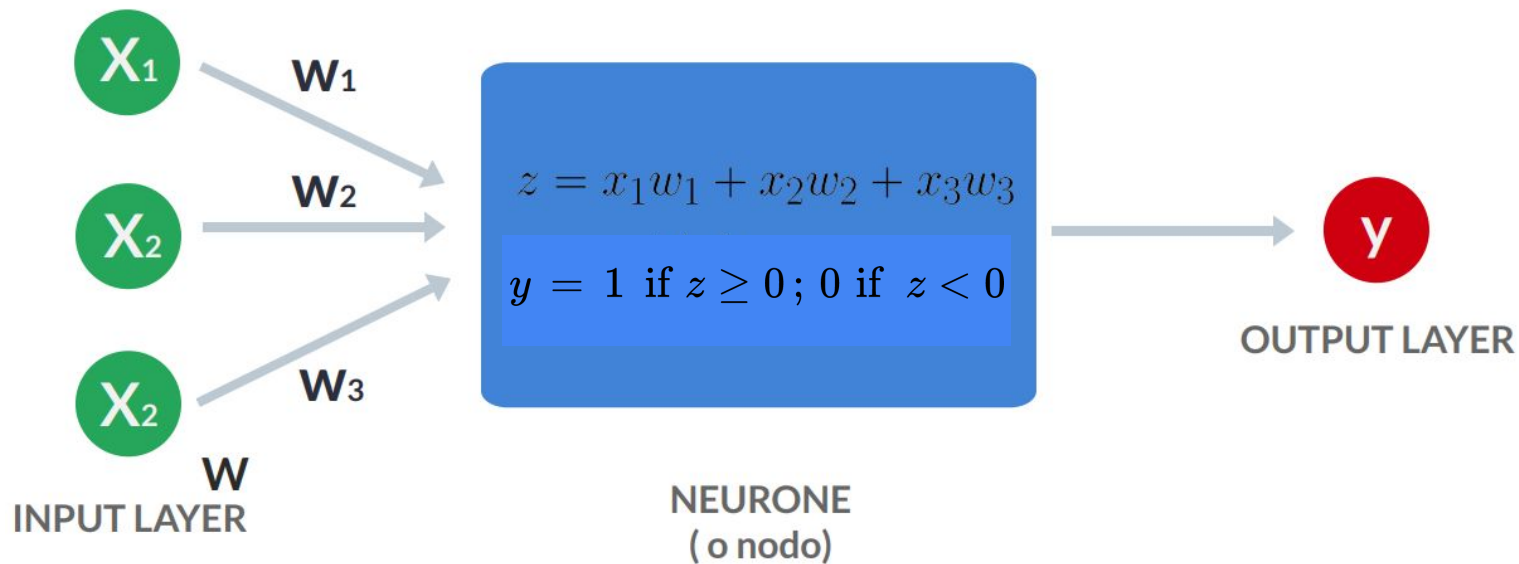 X1
W1
X2
W2
X2
W3
W
INPUT LAYER
z = x1w1 + x2w2 + x3w3
y = 1 if z ≥ 0 ; 0 if z < 0
NEURONE
( o nodo)
y
OUTPUT LAYER